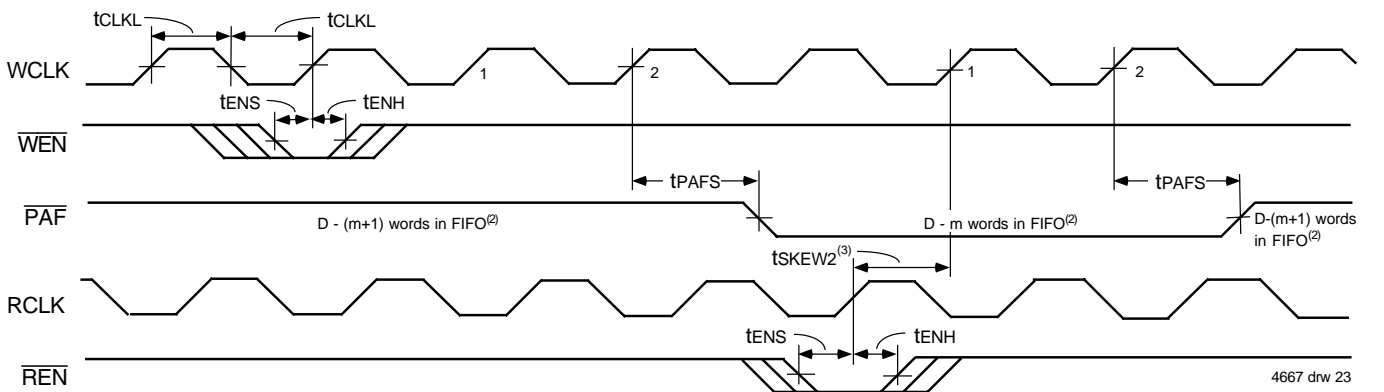 tCLKL tCLKL
WCLK 1 2 1 2
tENS tENH
WEN
tPAFS tPAFS
PAF D - (m+1) words in FIFO(2) D - m words in FIFO(2) D-(m+1) words
in FIFO(2)
tSKEW2(3)
RCLK
tENS tENH
REN
4667 drw 23